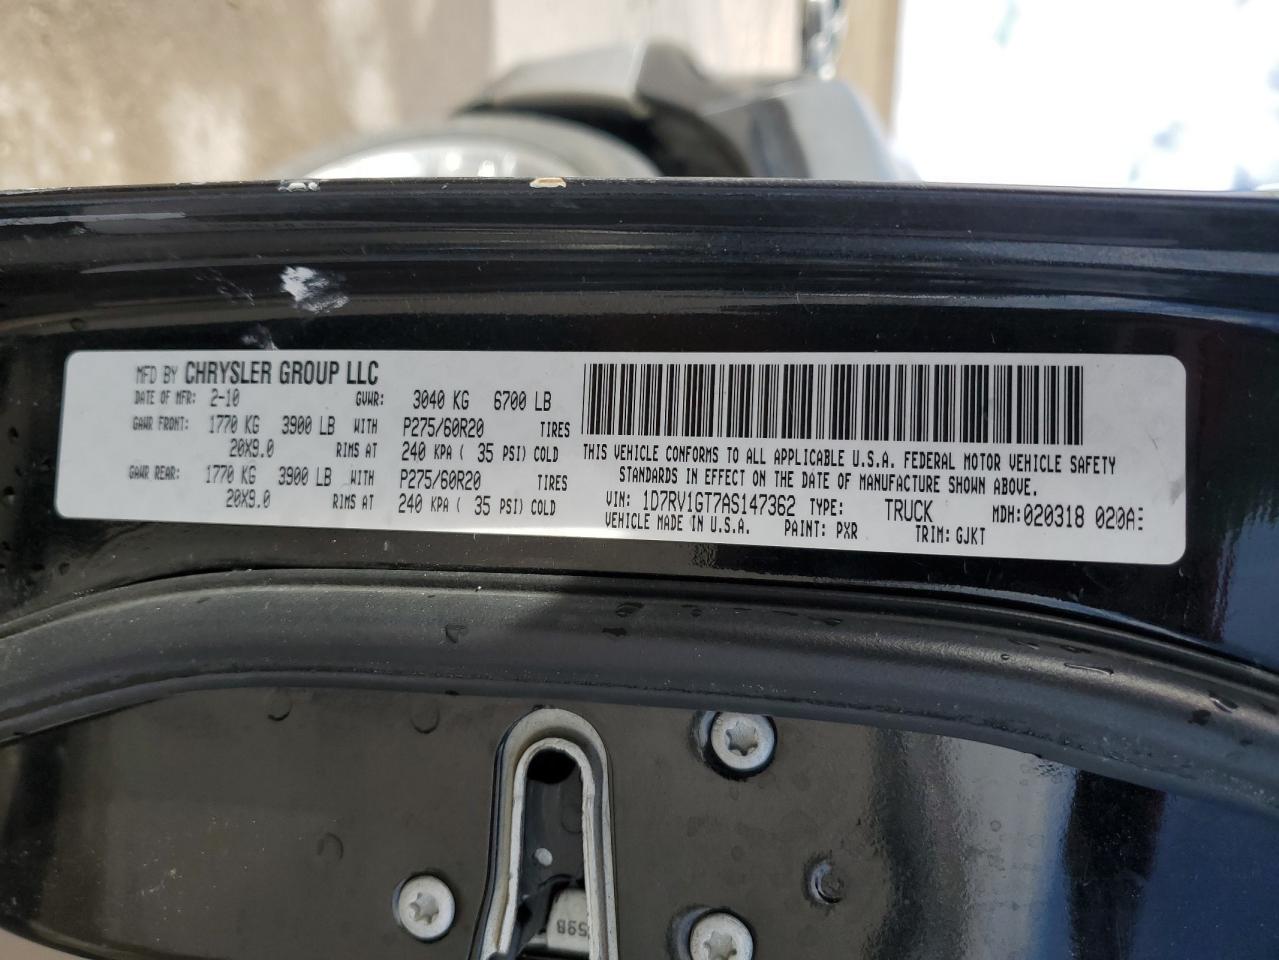 MFD BY CHRYSLER GROUP LLC
DATE OF MFR: 2-10 GVWR: 3040 KG 6700 LB
GAWR FRONT: 1770 KG 3900 LB WITH P275/60R20 TIRES
20X9.0 RIMS AT 240 KPA ( 35 PSI) COLD
GAWR REAR: 1770 KG 3900 LB WITH P275/60R20 TIRES
20X9.0 RIMS AT 240 KPA ( 35 PSI) COLD
THIS VEHICLE CONFORMS TO ALL APPLICABLE U.S.A. FEDERAL MOTOR VEHICLE SAFETY
STANDARDS IN EFFECT ON THE DATE OF MANUFACTURE SHOWN ABOVE.
VIN: 1D7RV1GT7AS147362 TYPE: TRUCK MDH:020318 020A
VEHICLE MADE IN U.S.A. PAINT: PXR TRIM: GJKT